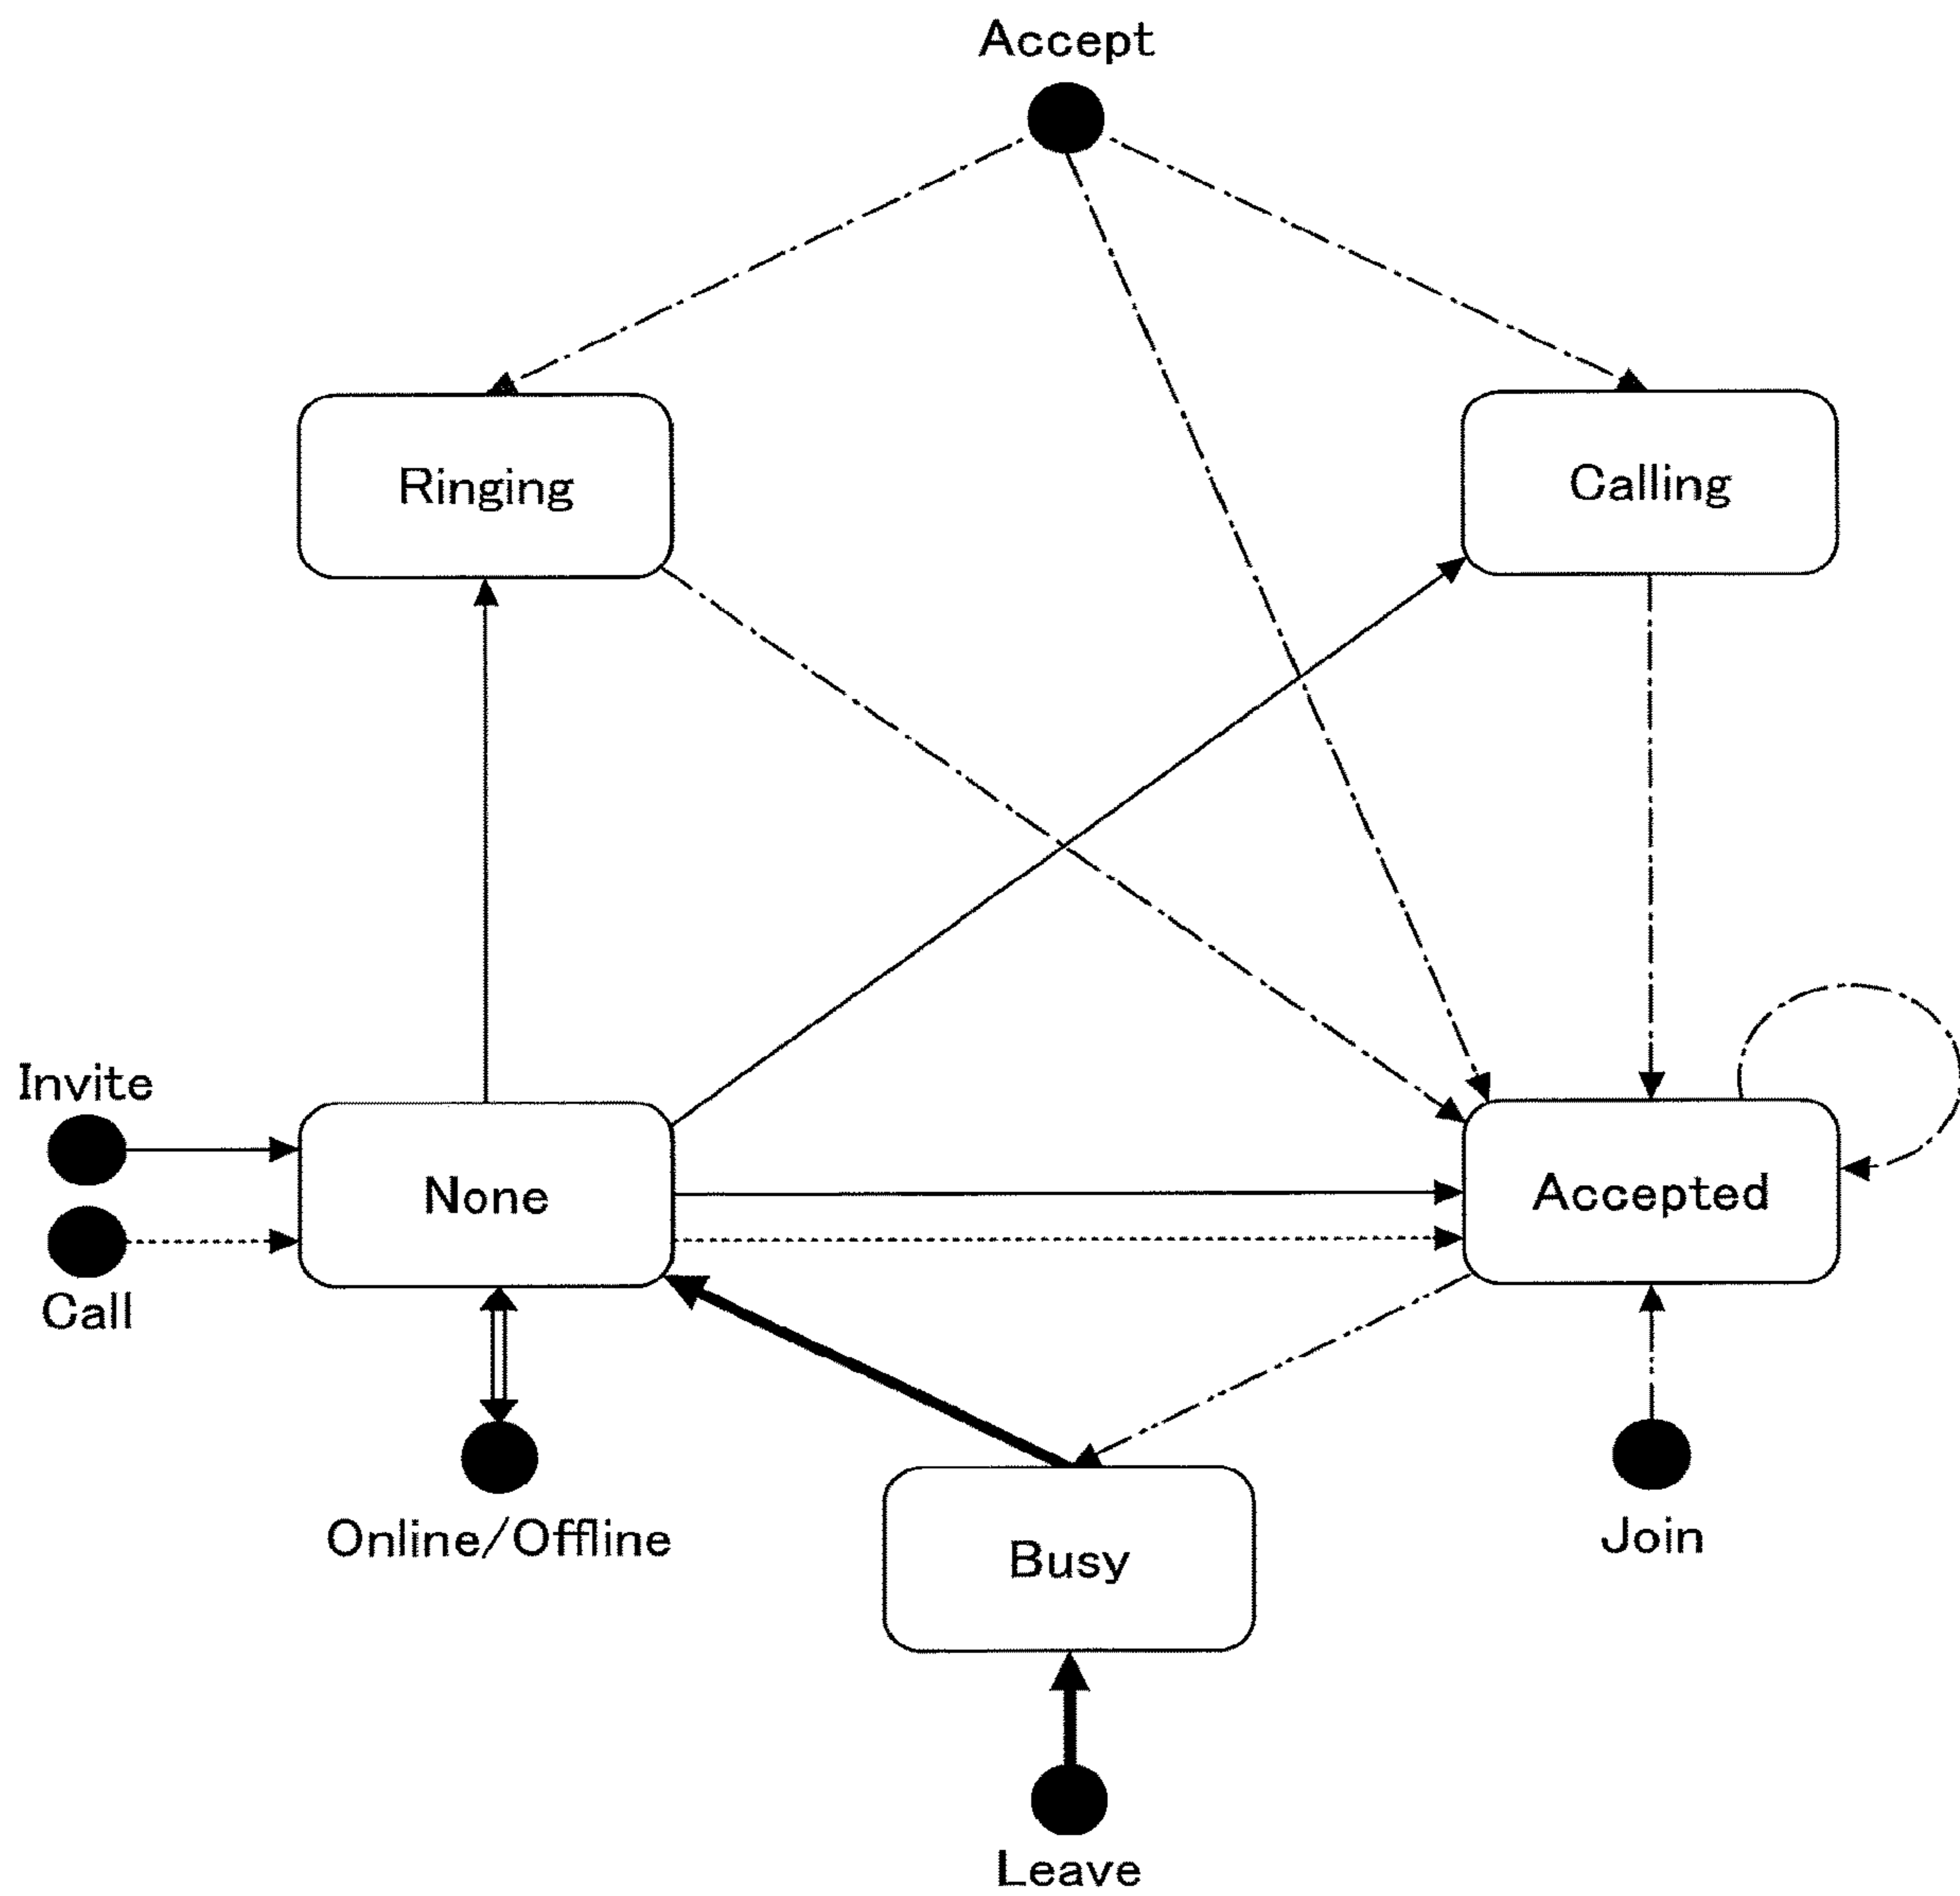 Accept
Ringing
Calling
Invite
None
Accepted
Call
Online/Offline
Busy
Join
Leave